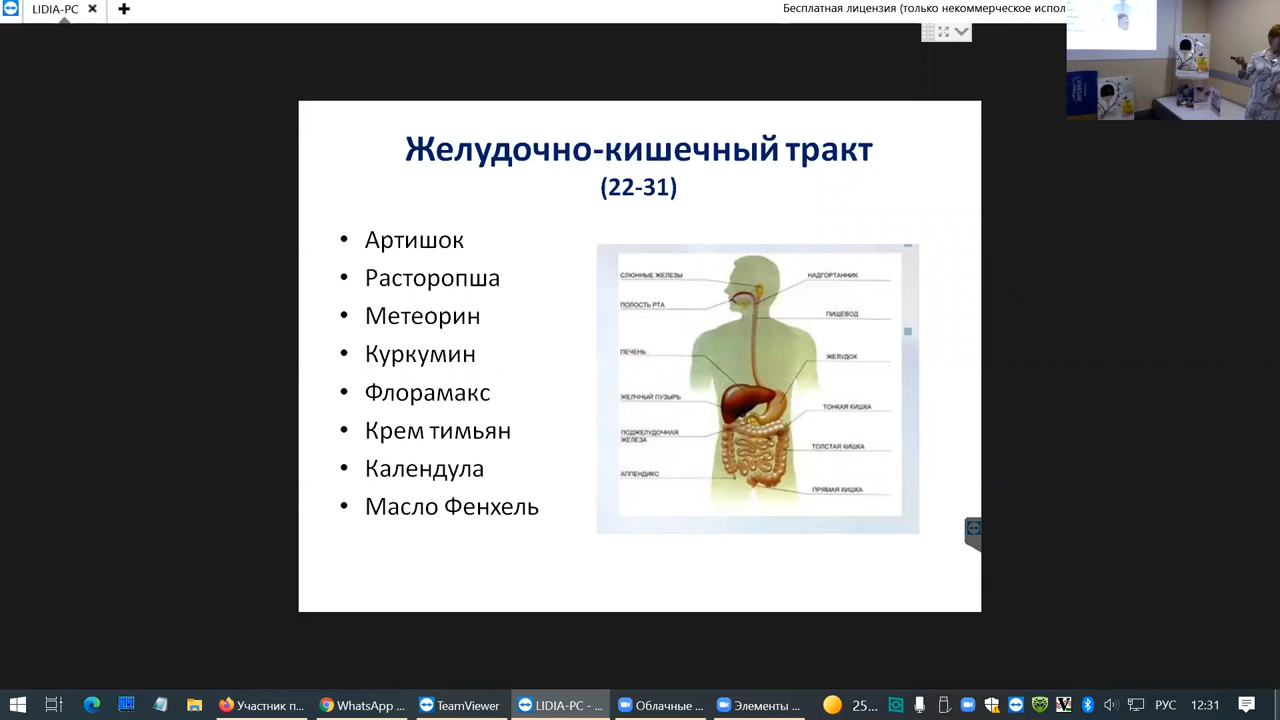 LIDIA-PC
Бесплатная лицензия (только некоммерческое испол
Желудочно-кишечный тракт
(22-31)
• Артишок
• Расторопша
• Метеорин
• Куркумин
• Флорамакс
• Крем тимьян
• Календула
• Масло Фенхель
СЛЮННЫЕ ЖЕЛЕЗЫ
ПОЛОСТЬ РТА
ПЕЧЕНЬ
ЖЕЛЧНЫЙ ПУЗЫРЬ
ПОДЖЕЛУДОЧНАЯ
ЖЕЛЕЗА
АППЕНДИКС
НАДГОРТАННИК
ПИЩЕВОД
ЖЕЛУДОК
ТОНКАЯ КИШКА
ТОЛСТАЯ КИШКА
ПРЯМАЯ КИШКА
Участник п...
WhatsApp ...
TeamViewer
LIDIA-PC - ...
Облачные ...
Элементы ...
25...
РУС
12:31